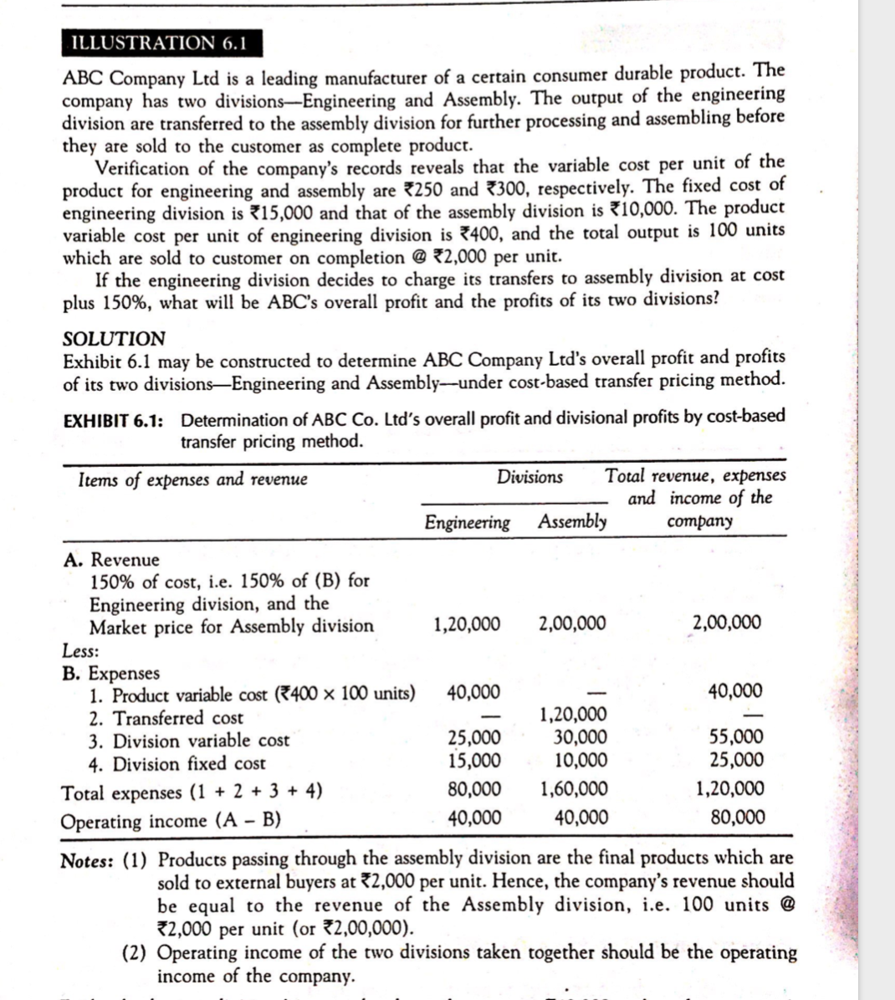 ILLUSTRATION 6.1
ABC Company Ltd is a leading manufacturer of a certain consumer durable product. The
company has two divisions—Engineering and Assembly. The output of the engineering
division are transferred to the assembly division for further processing and assembling before
they are sold to the customer as complete product.
Verification of the company's records reveals that the variable cost per unit of the
product for engineering and assembly are ₹250 and ₹300, respectively. The fixed cost of
engineering division is ₹15,000 and that of the assembly division is ₹10,000. The product
variable cost per unit of engineering division is ₹400, and the total output is 100 units
which are sold to customer on completion @ ₹2,000 per unit.
If the engineering division decides to charge its transfers to assembly division at cost
plus 150%, what will be ABC's overall profit and the profits of its two divisions?
SOLUTION
Exhibit 6.1 may be constructed to determine ABC Company Ltd's overall profit and profits
of its two divisions—Engineering and Assembly—under cost-based transfer pricing method.
EXHIBIT 6.1: Determination of ABC Co. Ltd's overall profit and divisional profits by cost-based
transfer pricing method.
Items of expenses and revenue Divisions Total revenue, expenses
and income of the
Engineering Assembly company
A. Revenue
150% of cost, i.e. 150% of (B) for
Engineering division, and the
Market price for Assembly division 1,20,000 2,00,000 2,00,000
Less:
B. Expenses
1. Product variable cost (₹400 × 100 units) 40,000 — 40,000
2. Transferred cost — 1,20,000 —
3. Division variable cost 25,000 30,000 55,000
4. Division fixed cost 15,000 10,000 25,000
Total expenses (1 + 2 + 3 + 4) 80,000 1,60,000 1,20,000
Operating income (A – B) 40,000 40,000 80,000
Notes: (1) Products passing through the assembly division are the final products which are
sold to external buyers at ₹2,000 per unit. Hence, the company's revenue should
be equal to the revenue of the Assembly division, i.e. 100 units @
₹2,000 per unit (or ₹2,00,000).
(2) Operating income of the two divisions taken together should be the operating
income of the company.